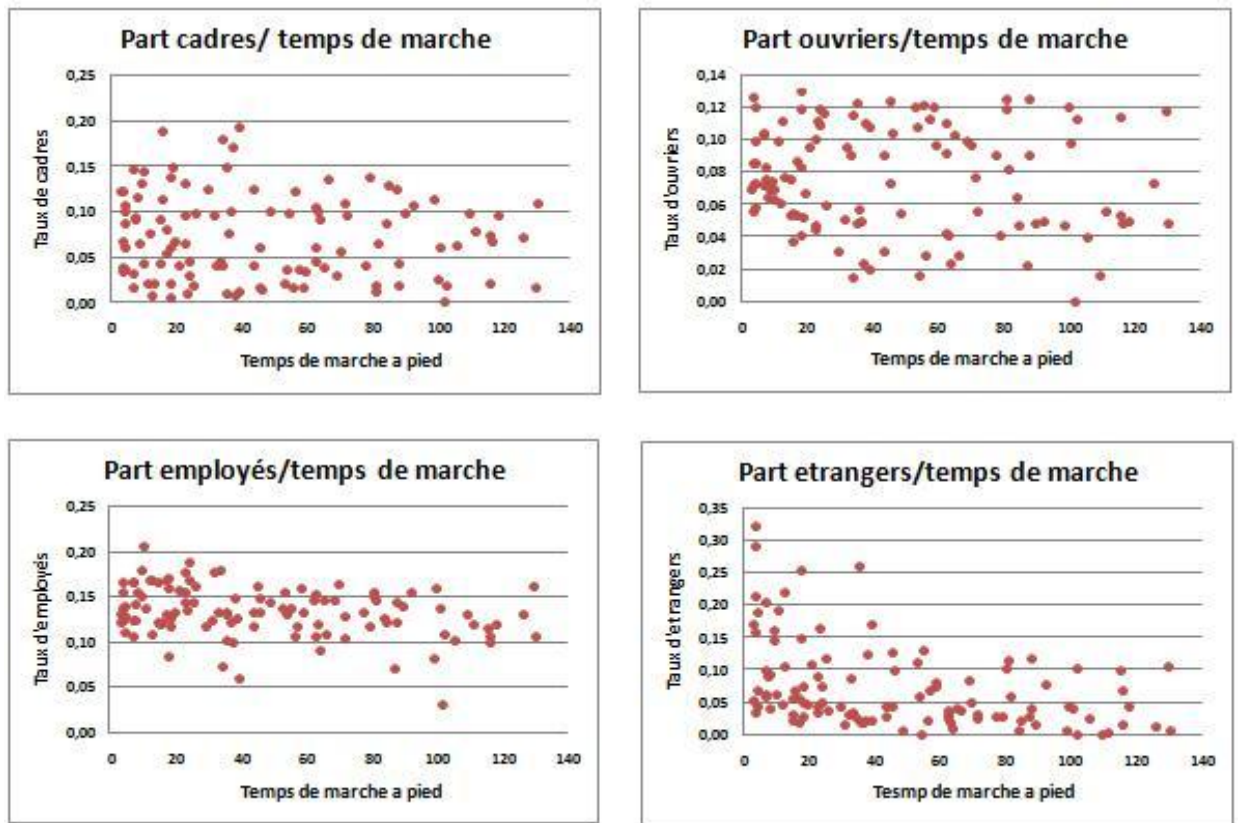 Part cadres/ temps de marche
0,25
0,20
0,15
0,10
0,05
0,00
Taux de cadres
0 20 40 60 80 100 120 140
Temps de marche a pied
Part ouvriers/temps de marche
0,14
0,12
0,10
0,08
0,06
0,04
0,02
0,00
Taux d'ouvriers
0 20 40 60 80 100 120 140
Temps de marche a pied
Part employés/temps de marche
0,25
0,20
0,15
0,10
0,05
0,00
Taux d'employés
0 20 40 60 80 100 120 140
Temps de marche a pied
Part etrangers/temps de marche
0,35
0,30
0,25
0,20
0,15
0,10
0,05
0,00
Taux d'etrangers
0 20 40 60 80 100 120 140
Tesmp de marche a pied